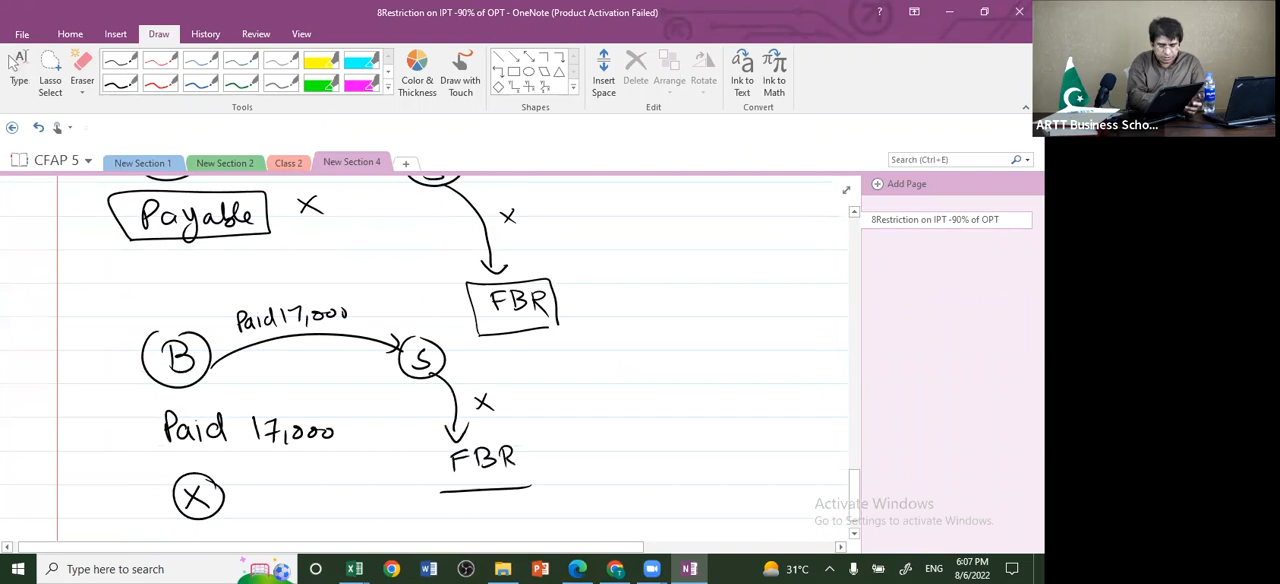 8Restriction on IPT -90% of OPT - OneNote (Product Activation Failed)
File Home Insert Draw History Review View
Type Lasso Select Eraser Color & Thickness Draw with Touch Insert Space Delete Arrange Rotate Ink to Text Ink to Math
Tools Shapes Edit Convert
ARTT Business Scho...
CFAP 5 New Section 1 New Section 2 Class 2 New Section 4 Search (Ctrl+E)
Add Page
8Restriction on IPT -90% of OPT
Payable X
X
FBR
Paid 17,000
B S
X
Paid 17,000
FBR
X
Activate Windows
Go to Settings to activate Windows.
Type here to search 31°C ENG 6:07 PM
8/6/2022